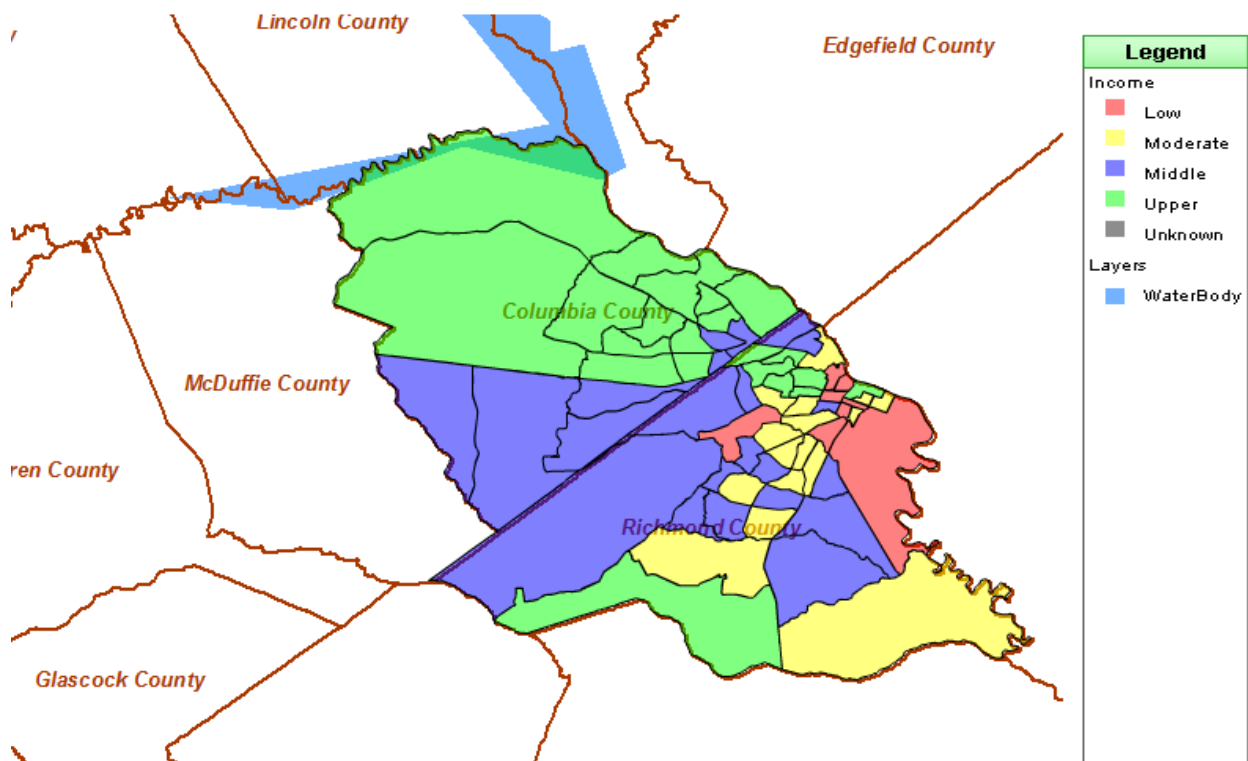 Lincoln County
Edgefield County
Columbia County
McDuffie County
ren County
Richmond County
Glascock County
Legend
Income
Low
Moderate
Middle
Upper
Unknown
Layers
WaterBody